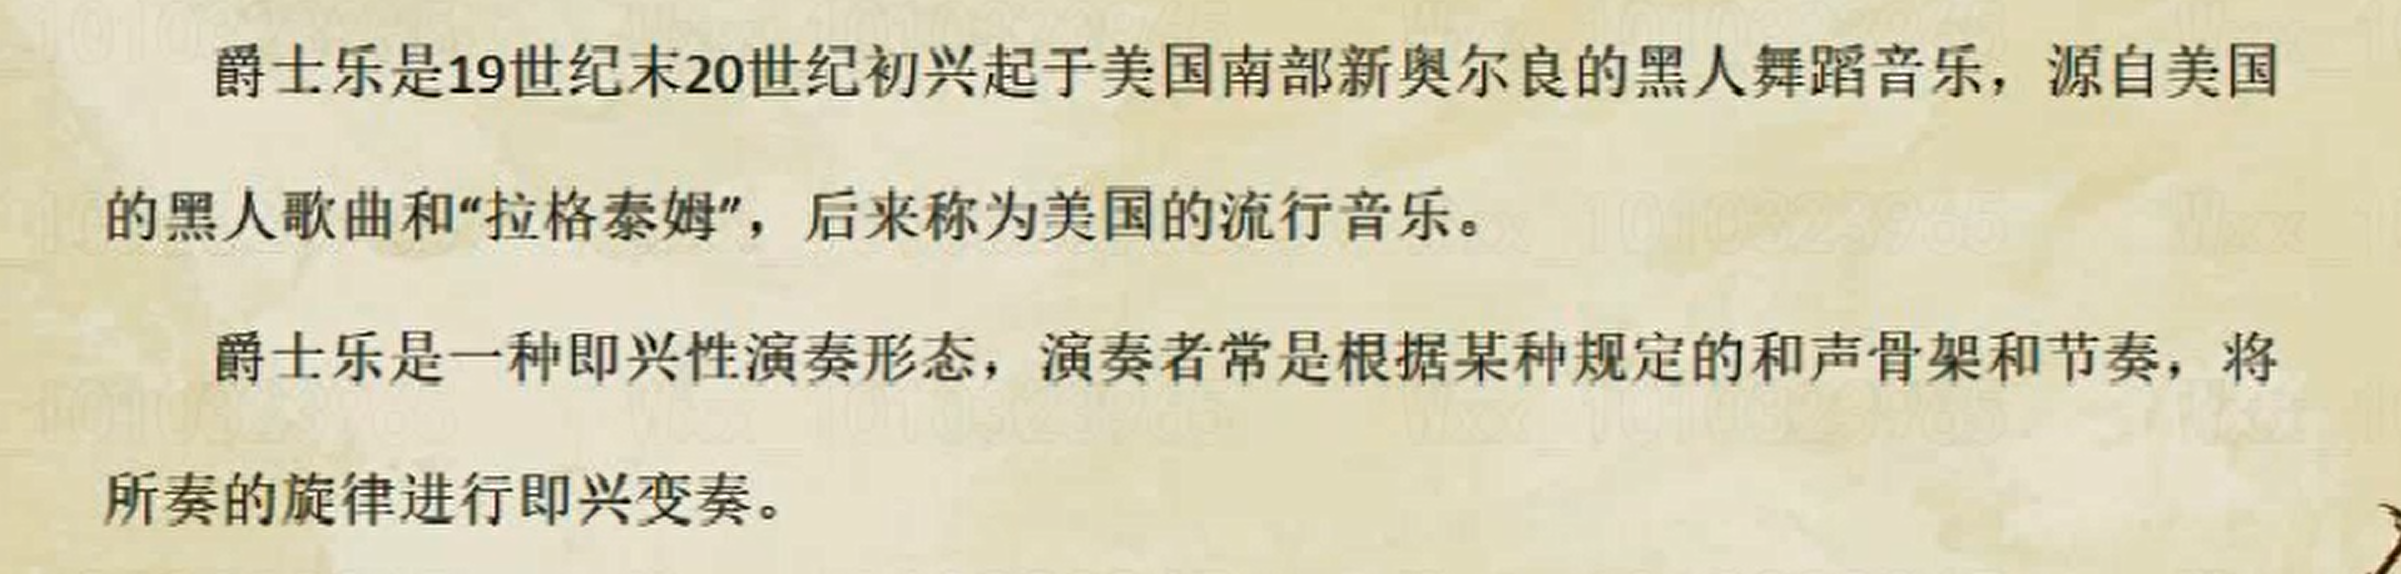 爵士乐是19世纪末20世纪初兴起于美国南部新奥尔良的黑人舞蹈音乐，源自美国
的黑人歌曲和“拉格泰姆”，后来称为美国的流行音乐。
爵士乐是一种即兴性演奏形态，演奏者常是根据某种规定的和声骨架和节奏，将
所奏的旋律进行即兴变奏。